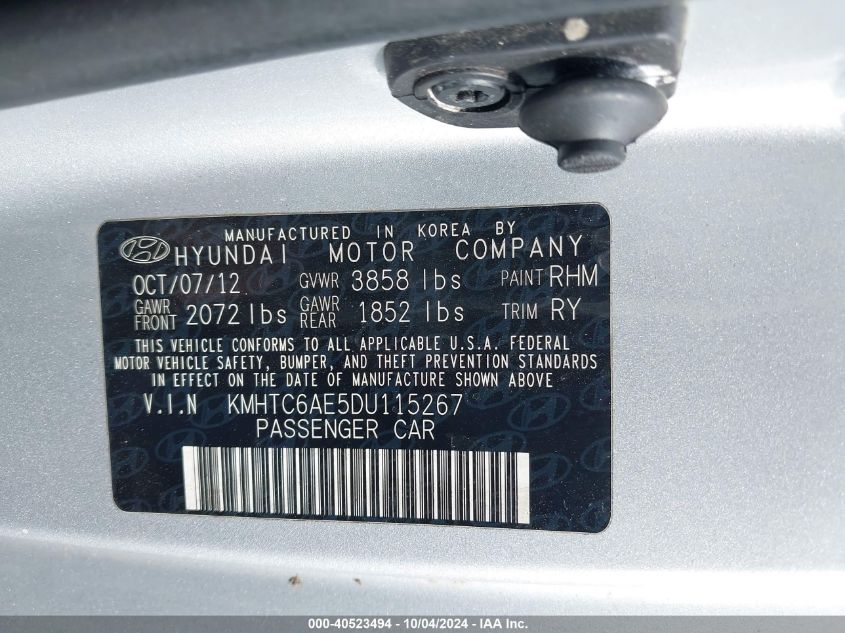 MANUFACTURED IN KOREA BY
HYUNDAI MOTOR COMPANY
OCT/07/12 GVWR 3858 lbs PAINT RHM
GAWR FRONT 2072 lbs GAWR REAR 1852 lbs TRIM RY
THIS VEHICLE CONFORMS TO ALL APPLICABLE U.S.A. FEDERAL
MOTOR VEHICLE SAFETY, BUMPER, AND THEFT PREVENTION STANDARDS
IN EFFECT ON THE DATE OF MANUFACTURE SHOWN ABOVE
V.I.N KMHTC6AE5DU115267
PASSENGER CAR
000-40523494 - 10/04/2024 - IAA Inc.